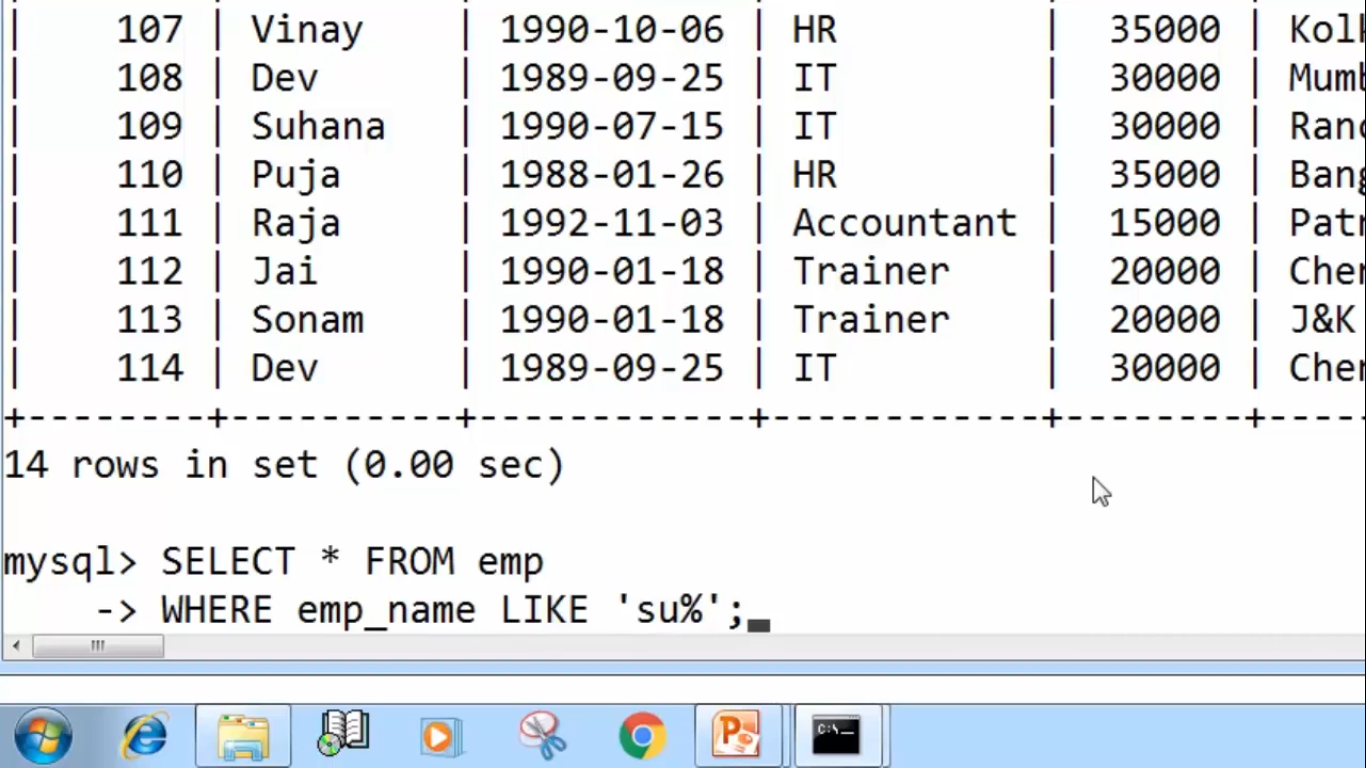 | 107 | Vinay | 1990-10-06 | HR | 35000 | Kolk
| 108 | Dev | 1989-09-25 | IT | 30000 | Mumb
| 109 | Suhana | 1990-07-15 | IT | 30000 | Ranc
| 110 | Puja | 1988-01-26 | HR | 35000 | Bang
| 111 | Raja | 1992-11-03 | Accountant | 15000 | Patn
| 112 | Jai | 1990-01-18 | Trainer | 20000 | Chen
| 113 | Sonam | 1990-01-18 | Trainer | 20000 | J&K
| 114 | Dev | 1989-09-25 | IT | 30000 | Chen
+--------+----------+------------+------------+--------+----
14 rows in set (0.00 sec)
mysql> SELECT * FROM emp
-> WHERE emp_name LIKE 'su%';